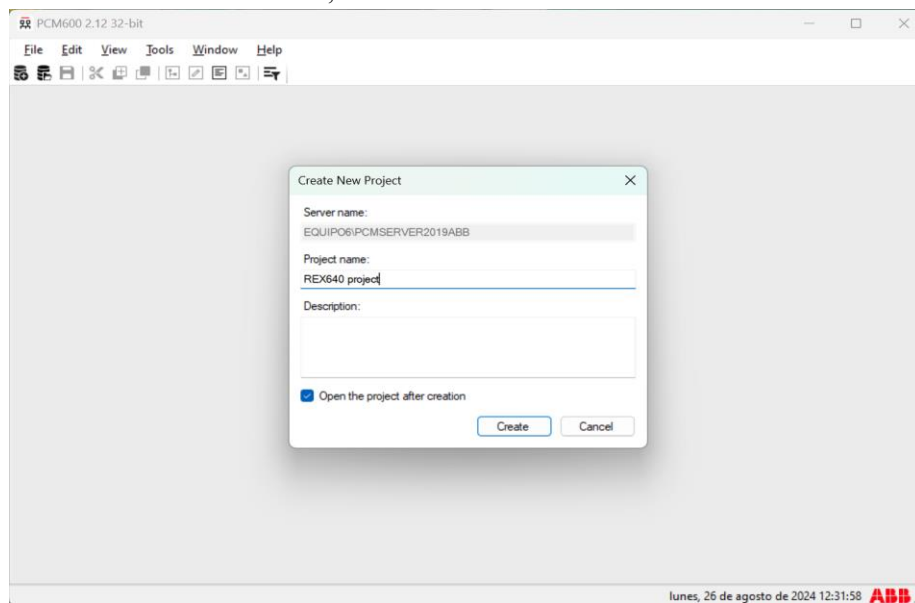 PCM600 2.12 32-bit
File Edit View Tools Window Help
Create New Project
Server name:
EQUIPO6\PCMSERVER2019ABB
Project name:
REX640 project
Description:
Open the project after creation
Create Cancel
lunes, 26 de agosto de 2024 12:31:58 ABB